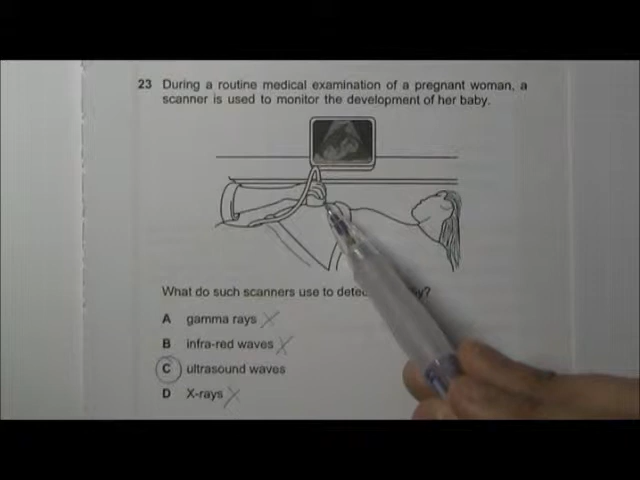 23 During a routine medical examination of a pregnant woman, a
scanner is used to monitor the development of her baby.
What do such scanners use to
A gamma rays
B infra-red waves
C ultrasound waves
D X-rays